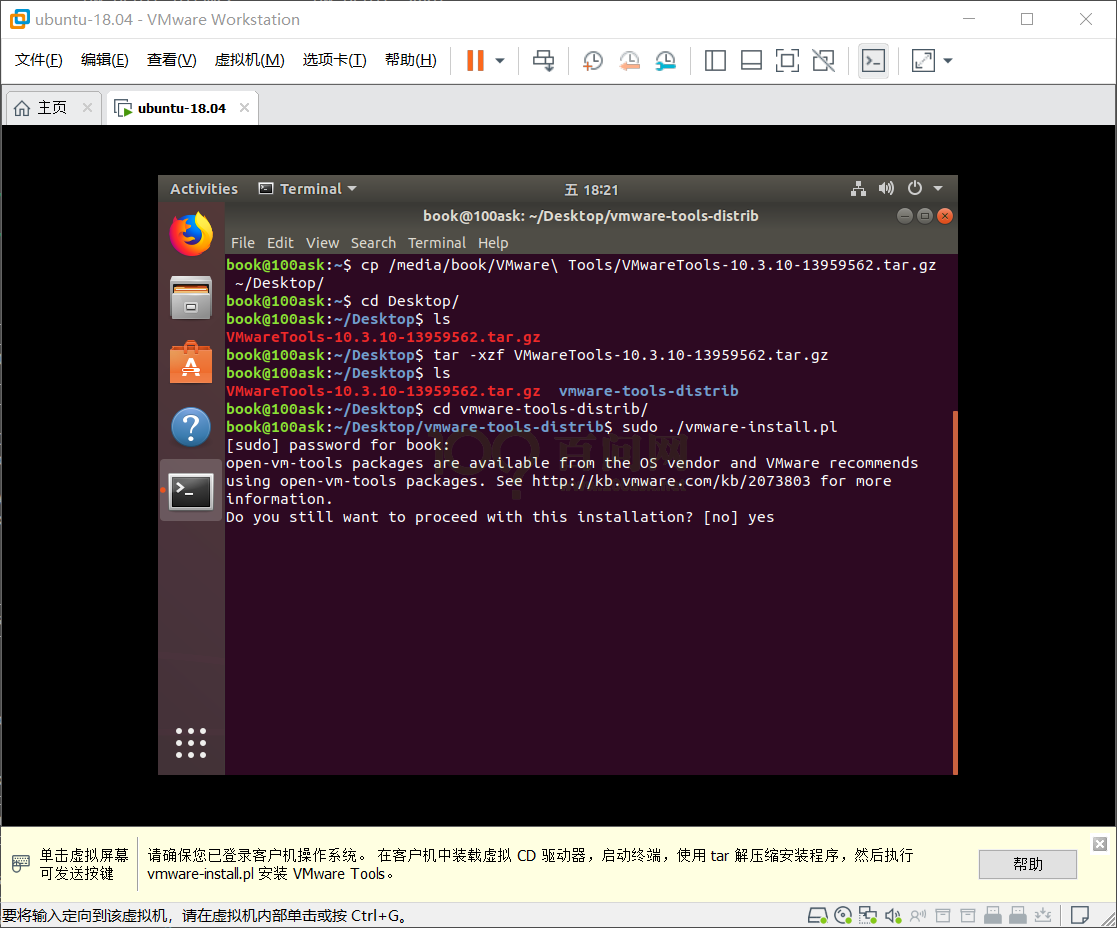 ubuntu-18.04 - VMware Workstation
文件(F) 编辑(E) 查看(V) 虚拟机(M) 选项卡(T) 帮助(H)
主页 ubuntu-18.04
Activities Terminal 五 18:21
book@100ask: ~/Desktop/vmware-tools-distrib
File Edit View Search Terminal Help
book@100ask:~$ cp /media/book/VMware\ Tools/VMwareTools-10.3.10-13959562.tar.gz
~/Desktop/
book@100ask:~$ cd Desktop/
book@100ask:~/Desktop$ ls
VMwareTools-10.3.10-13959562.tar.gz
book@100ask:~/Desktop$ tar -xzf VMwareTools-10.3.10-13959562.tar.gz
book@100ask:~/Desktop$ ls
VMwareTools-10.3.10-13959562.tar.gz vmware-tools-distrib
book@100ask:~/Desktop$ cd vmware-tools-distrib/
book@100ask:~/Desktop/vmware-tools-distrib$ sudo ./vmware-install.pl
[sudo] password for book:
百问网
open-vm-tools packages are available from the OS vendor and VMware recommends
using open-vm-tools packages. See http://kb.vmware.com/kb/2073803 for more
information.
Do you still want to proceed with this installation? [no] yes
单击虚拟屏幕
可发送按键
请确保您已登录客户机操作系统。 在客户机中装载虚拟 CD 驱动器，启动终端，使用 tar 解压缩安装程序，然后执行
vmware-install.pl 安装 VMware Tools。
帮助
要将输入定向到该虚拟机，请在虚拟机内部单击或按 Ctrl+G。